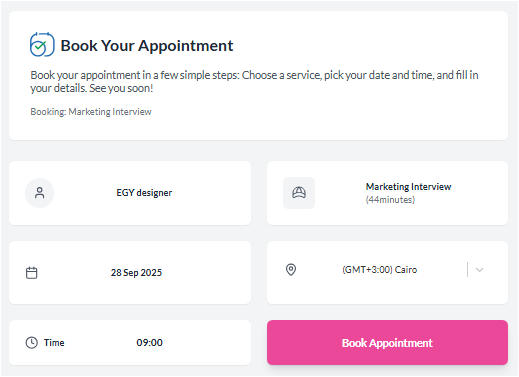 Book Your Appointment
Book your appointment in a few simple steps: Choose a service, pick your date and time, and fill in
your details. See you soon!
Booking: Marketing Interview
EGY designer
Marketing Interview
(44minutes)
28 Sep 2025
(GMT+3:00) Cairo
Time 09:00
Book Appointment